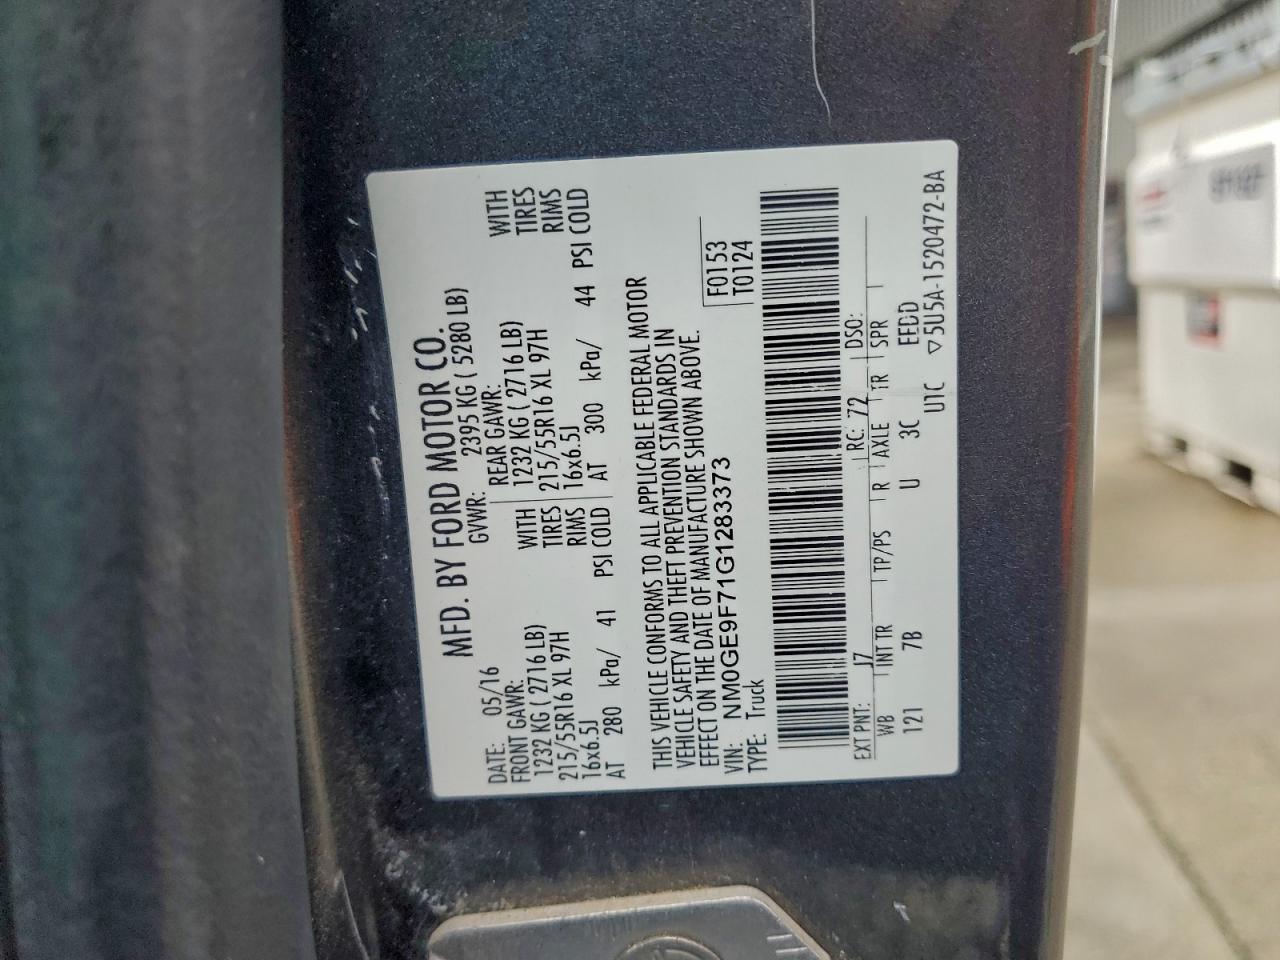 MFD. BY FORD MOTOR CO.
DATE: 05/16 GVWR: 2395 KG ( 5280 LB)
FRONT GAWR: REAR GAWR:
1232 KG ( 2716 LB) WITH 1232 KG ( 2716 LB) WITH
215/55R16 XL 97H TIRES 215/55R16 XL 97H TIRES
16x6.5J RIMS 16x6.5J RIMS
AT 280 kPa/ 41 PSI COLD AT 300 kPa/ 44 PSI COLD
THIS VEHICLE CONFORMS TO ALL APPLICABLE FEDERAL MOTOR
VEHICLE SAFETY AND THEFT PREVENTION STANDARDS IN
EFFECT ON THE DATE OF MANUFACTURE SHOWN ABOVE.
VIN: NM0GE9F71G1283373 F0153
TYPE: Truck T0124
EXT PNT: J7 RC: 72 DSO:
WB INT TR TP/PS R AXLE TR SPR
121 7B U 3C EEDD
UTC ▽5U5A-1520472-BA